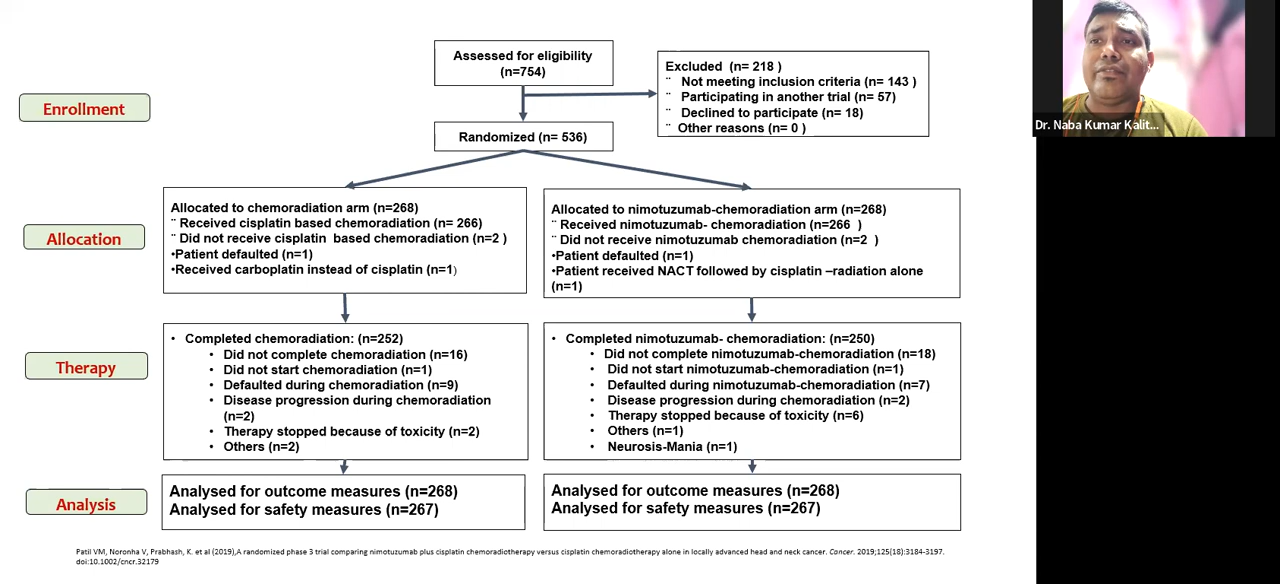 Assessed for eligibility
(n=754)
Excluded (n= 218 )
¨ Not meeting inclusion criteria (n= 143 )
¨ Participating in another trial (n= 57)
¨ Declined to participate (n= 18)
¨ Other reasons (n= 0 )
Enrollment
Randomized (n= 536)
Dr. Naba Kumar Kalit...
Allocation
Allocated to chemoradiation arm (n=268)
¨ Received cisplatin based chemoradiation (n= 266)
¨ Did not receive cisplatin based chemoradiation (n=2 )
•Patient defaulted (n=1)
•Received carboplatin instead of cisplatin (n=1)
Allocated to nimotuzumab-chemoradiation arm (n=268)
¨ Received nimotuzumab- chemoradiation (n=266 )
¨ Did not receive nimotuzumab chemoradiation (n=2 )
•Patient defaulted (n=1)
•Patient received NACT followed by cisplatin –radiation alone
(n=1)
Therapy
• Completed chemoradiation: (n=252)
• Did not complete chemoradiation (n=16)
• Did not start chemoradiation (n=1)
• Defaulted during chemoradiation (n=9)
• Disease progression during chemoradiation
(n=2)
• Therapy stopped because of toxicity (n=2)
• Others (n=2)
• Completed nimotuzumab- chemoradiation: (n=250)
• Did not complete nimotuzumab-chemoradiation (n=18)
• Did not start nimotuzumab-chemoradiation (n=1)
• Defaulted during nimotuzumab-chemoradiation (n=7)
• Disease progression during chemoradiation (n=2)
• Therapy stopped because of toxicity (n=6)
• Others (n=1)
• Neurosis-Mania (n=1)
Analysis
Analysed for outcome measures (n=268)
Analysed for safety measures (n=267)
Analysed for outcome measures (n=268)
Analysed for safety measures (n=267)
Patil VM, Noronha V, Prabhash, K. et al (2019),A randomized phase 3 trial comparing nimotuzumab plus cisplatin chemoradiotherapy versus cisplatin chemoradiotherapy alone in locally advanced head and neck cancer. Cancer. 2019;125(18):3184-3197.
doi:10.1002/cncr.32179